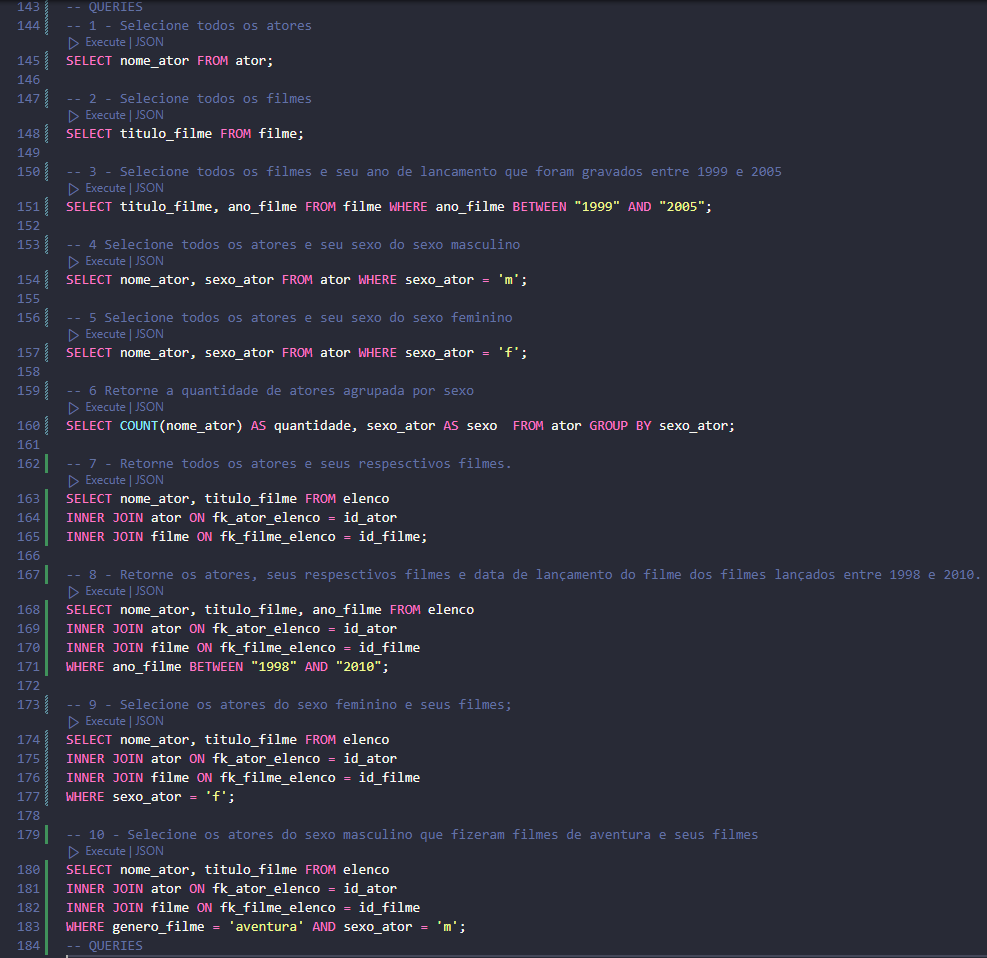 143 -- QUERIES
144 -- 1 - Selecione todos os atores
Execute | JSON
145 SELECT nome_ator FROM ator;
146
147 -- 2 - Selecione todos os filmes
Execute | JSON
148 SELECT titulo_filme FROM filme;
149
150 -- 3 - Selecione todos os filmes e seu ano de lancamento que foram gravados entre 1999 e 2005
Execute | JSON
151 SELECT titulo_filme, ano_filme FROM filme WHERE ano_filme BETWEEN "1999" AND "2005";
152
153 -- 4 Selecione todos os atores e seu sexo do sexo masculino
Execute | JSON
154 SELECT nome_ator, sexo_ator FROM ator WHERE sexo_ator = 'm';
155
156 -- 5 Selecione todos os atores e seu sexo do sexo feminino
Execute | JSON
157 SELECT nome_ator, sexo_ator FROM ator WHERE sexo_ator = 'f';
158
159 -- 6 Retorne a quantidade de atores agrupada por sexo
Execute | JSON
160 SELECT COUNT(nome_ator) AS quantidade, sexo_ator AS sexo  FROM ator GROUP BY sexo_ator;
161
162 -- 7 - Retorne todos os atores e seus respesctivos filmes.
Execute | JSON
163 SELECT nome_ator, titulo_filme FROM elenco
164 INNER JOIN ator ON fk_ator_elenco = id_ator
165 INNER JOIN filme ON fk_filme_elenco = id_filme;
166
167 -- 8 - Retorne os atores, seus respesctivos filmes e data de lançamento do filme dos filmes lançados entre 1998 e 2010.
Execute | JSON
168 SELECT nome_ator, titulo_filme, ano_filme FROM elenco
169 INNER JOIN ator ON fk_ator_elenco = id_ator
170 INNER JOIN filme ON fk_filme_elenco = id_filme
171 WHERE ano_filme BETWEEN "1998" AND "2010";
172
173 -- 9 - Selecione os atores do sexo feminino e seus filmes;
Execute | JSON
174 SELECT nome_ator, titulo_filme FROM elenco
175 INNER JOIN ator ON fk_ator_elenco = id_ator
176 INNER JOIN filme ON fk_filme_elenco = id_filme
177 WHERE sexo_ator = 'f';
178
179 -- 10 - Selecione os atores do sexo masculino que fizeram filmes de aventura e seus filmes
Execute | JSON
180 SELECT nome_ator, titulo_filme FROM elenco
181 INNER JOIN ator ON fk_ator_elenco = id_ator
182 INNER JOIN filme ON fk_filme_elenco = id_filme
183 WHERE genero_filme = 'aventura' AND sexo_ator = 'm';
184 -- QUERIES